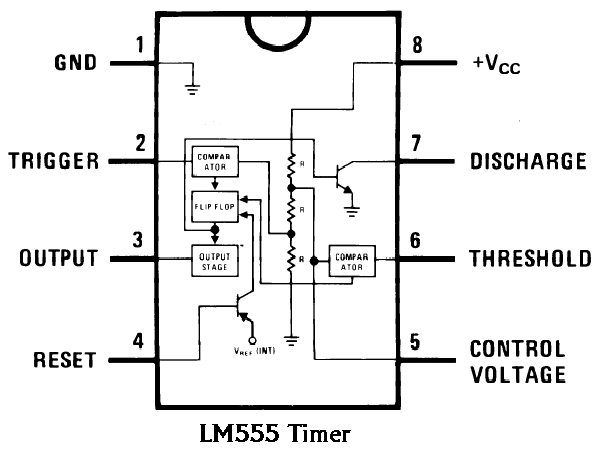 1
GND
8
+VCC
2
TRIGGER
COMPAR
ATOR
R
7
DISCHARGE
FLIP FLOP
R
3
OUTPUT
OUTPUT
STAGE
R
COMPAR
ATOR
6
THRESHOLD
4
RESET
VREF (INT)
5
CONTROL
VOLTAGE
LM555 Timer